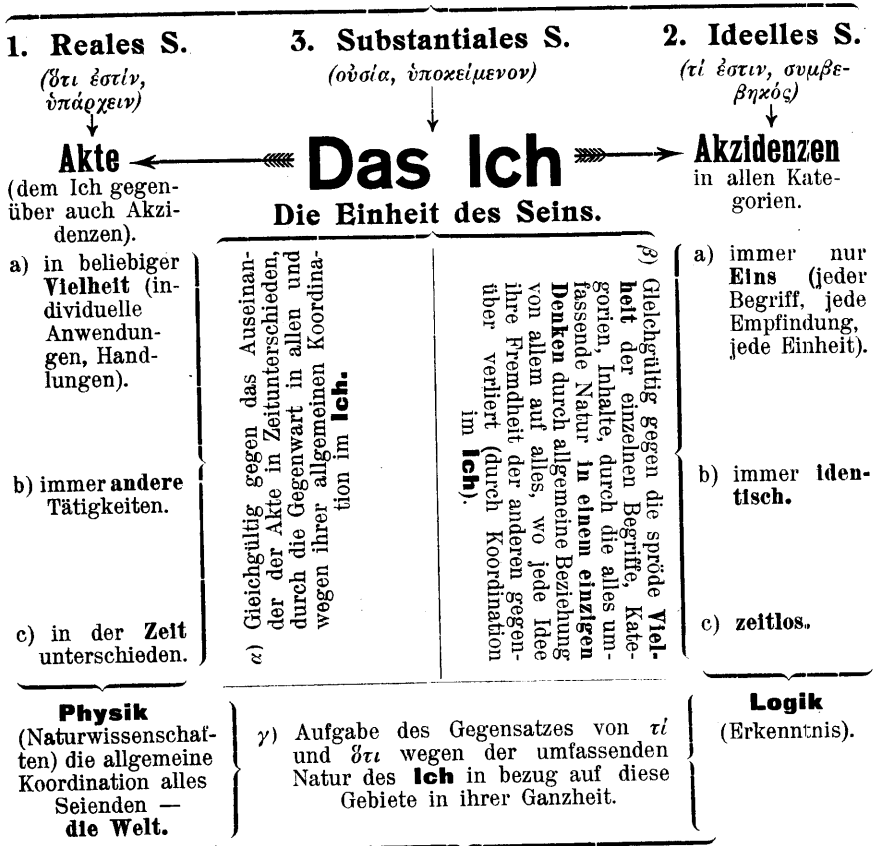 1. Reales S.
(ὅτι ἐστίν,
ὑπάρχειν)
Akte
(dem Ich gegen-
über auch Akzi-
denzen).
a) in beliebiger
Vielheit (in-
dividuelle
Anwendun-
gen, Hand-
lungen).
b) immer andere
Tätigkeiten.
c) in der Zeit
unterschieden.
Physik
(Naturwissenschaf-
ten) die allgemeine
Koordination alles
Seienden —
die Welt.
3. Substantiales S.
(οὐσία, ὑποκείμενον)
Das Ich
Die Einheit des Seins.
α) Gleichgültig gegen das Auseinan-
der der Akte in Zeitunterschieden,
durch die Gegenwart in allen und
wegen ihrer allgemeinen Koordina-
tion im Ich.
β) Gleichgültig gegen die spröde Viel-
heit der einzelnen Begriffe, Kate-
gorien, Inhalte, durch die alles um-
fassende Natur in einem einzigen
Denken durch allgemeine Beziehung
von allem auf alles, wo jede Idee
ihre Fremdheit der anderen gegen-
über verliert (durch Koordination
im Ich).
γ) Aufgabe des Gegensatzes von τί
und ὅτι wegen der umfassenden
Natur des Ich in bezug auf diese
Gebiete in ihrer Ganzheit.
2. Ideelles S.
(τί ἐστιν, συμβε-
βηκός)
Akzidenzen
in allen Kate-
gorien.
a) immer nur
Eins (jeder
Begriff, jede
Empfindung,
jede Einheit).
b) immer iden-
tisch.
c) zeitlos.
Logik
(Erkenntnis).